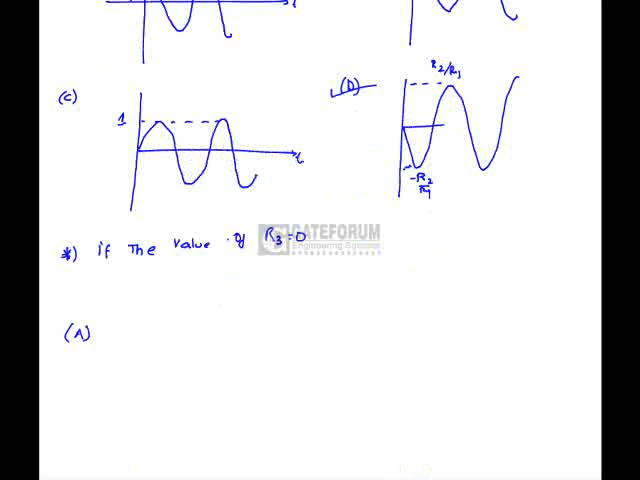 (C)
1
t
(D)
R2/R1
-R2/R1
*) if The value of R3=0
GATEFORUM
Engineering Success
(A)